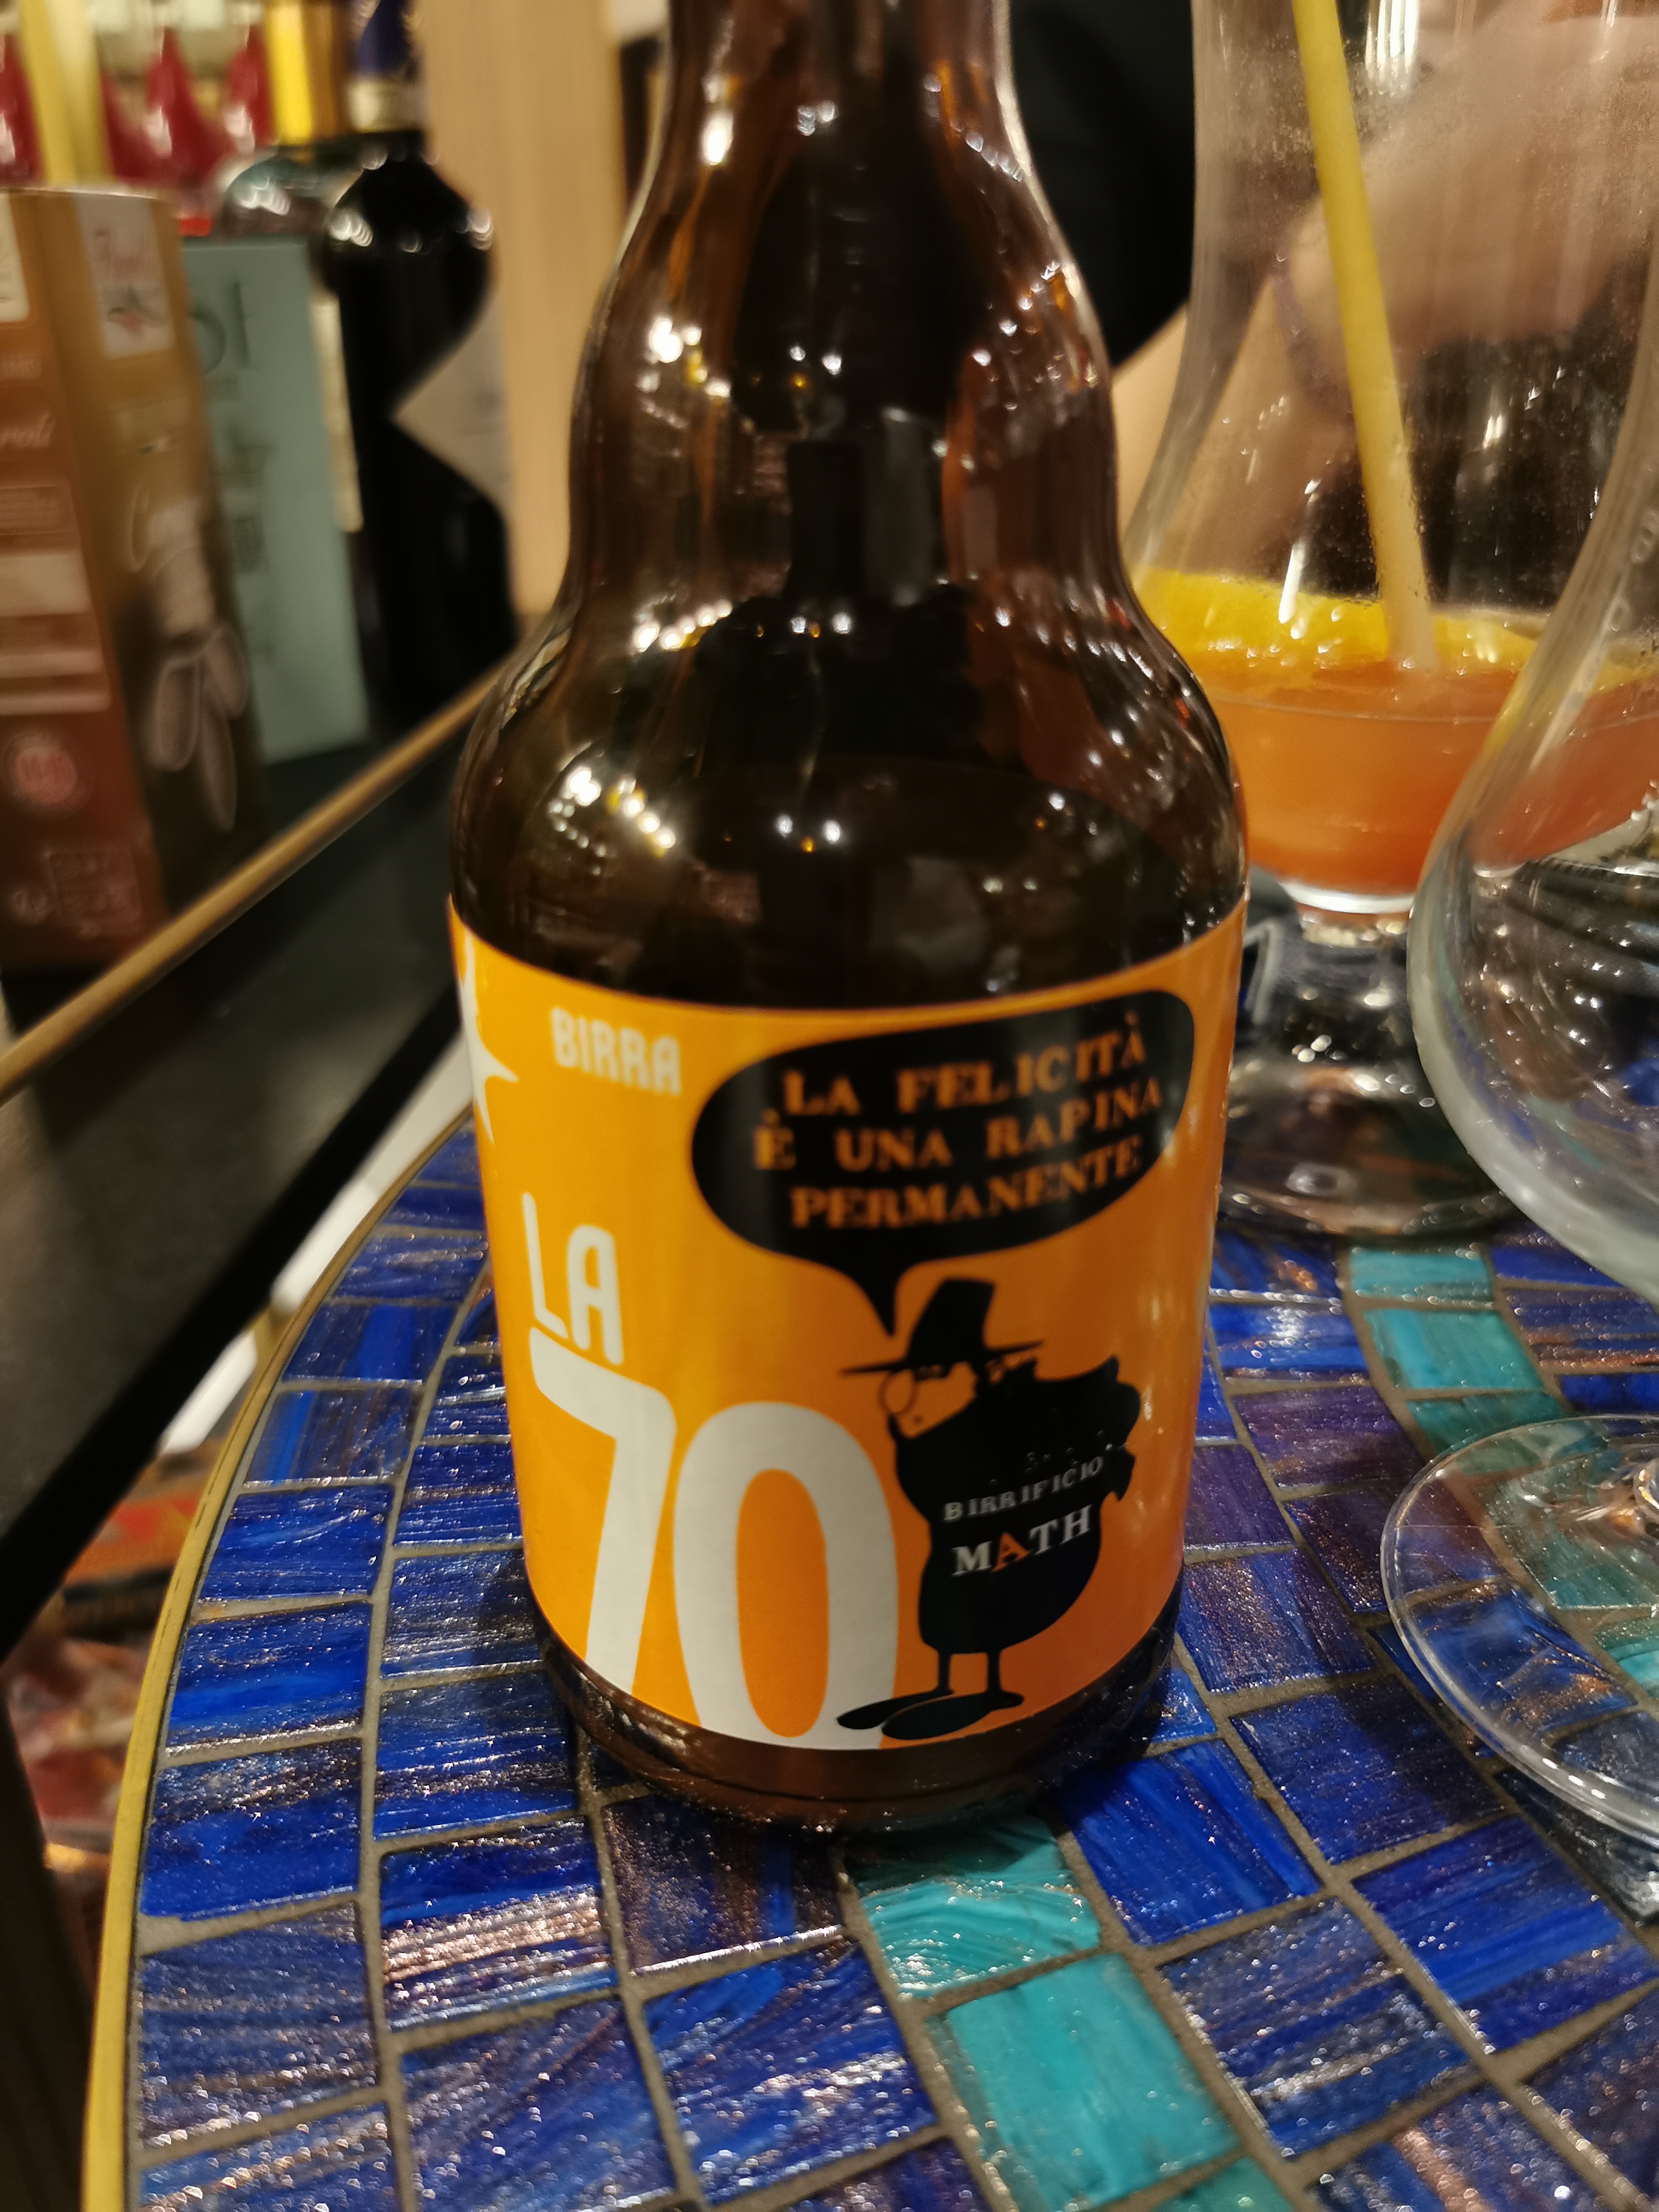 BIRRA
LA FELICITÀ
È UNA RAPINA
PERMANENTE
LA
70
BIRRIFICIO
MATH